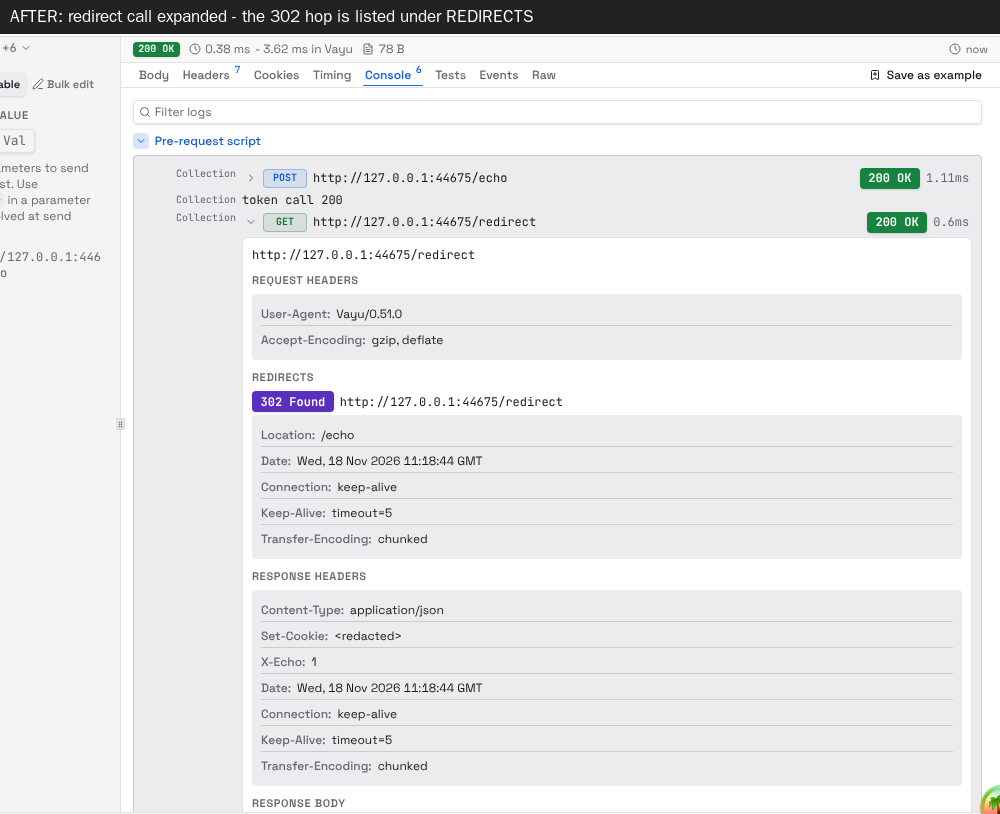 AFTER: redirect call expanded - the 302 hop is listed under REDIRECTS
+6
200 OK 0.38 ms - 3.62 ms in Vayu 78 B now
able Bulk edit
Body Headers 7 Cookies Timing Console 6 Tests Events Raw Save as example
ALUE
Val
ameters to send
st. Use
in a parameter
lved at send
/127.0.0.1:446
o
Filter logs
Pre-request script
Collection POST http://127.0.0.1:44675/echo 200 OK 1.11ms
Collection token call 200
Collection GET http://127.0.0.1:44675/redirect 200 OK 0.6ms
http://127.0.0.1:44675/redirect
REQUEST HEADERS
User-Agent: Vayu/0.51.0
Accept-Encoding: gzip, deflate
REDIRECTS
302 Found http://127.0.0.1:44675/redirect
Location: /echo
Date: Wed, 18 Nov 2026 11:18:44 GMT
Connection: keep-alive
Keep-Alive: timeout=5
Transfer-Encoding: chunked
RESPONSE HEADERS
Content-Type: application/json
Set-Cookie: <redacted>
X-Echo: 1
Date: Wed, 18 Nov 2026 11:18:44 GMT
Connection: keep-alive
Keep-Alive: timeout=5
Transfer-Encoding: chunked
RESPONSE BODY